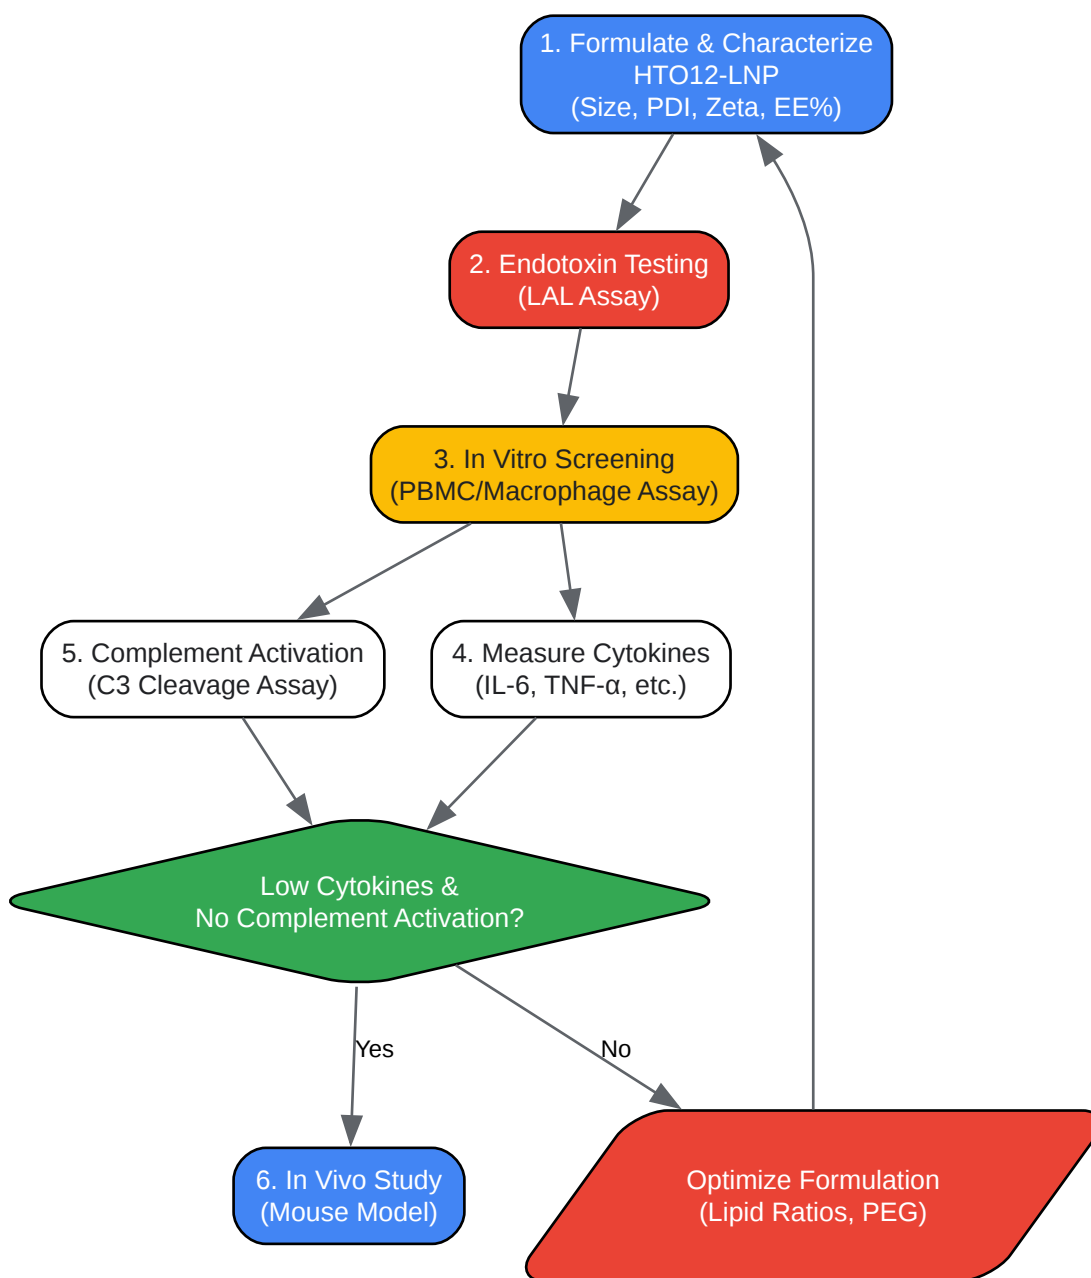 1. Formulate & Characterize
HTO12-LNP
(Size, PDI, Zeta, EE%)
2. Endotoxin Testing
(LAL Assay)
3. In Vitro Screening
(PBMC/Macrophage Assay)
5. Complement Activation
(C3 Cleavage Assay)
4. Measure Cytokines
(IL-6, TNF-α, etc.)
Low Cytokines &
No Complement Activation?
Yes
No
6. In Vivo Study
(Mouse Model)
Optimize Formulation
(Lipid Ratios, PEG)